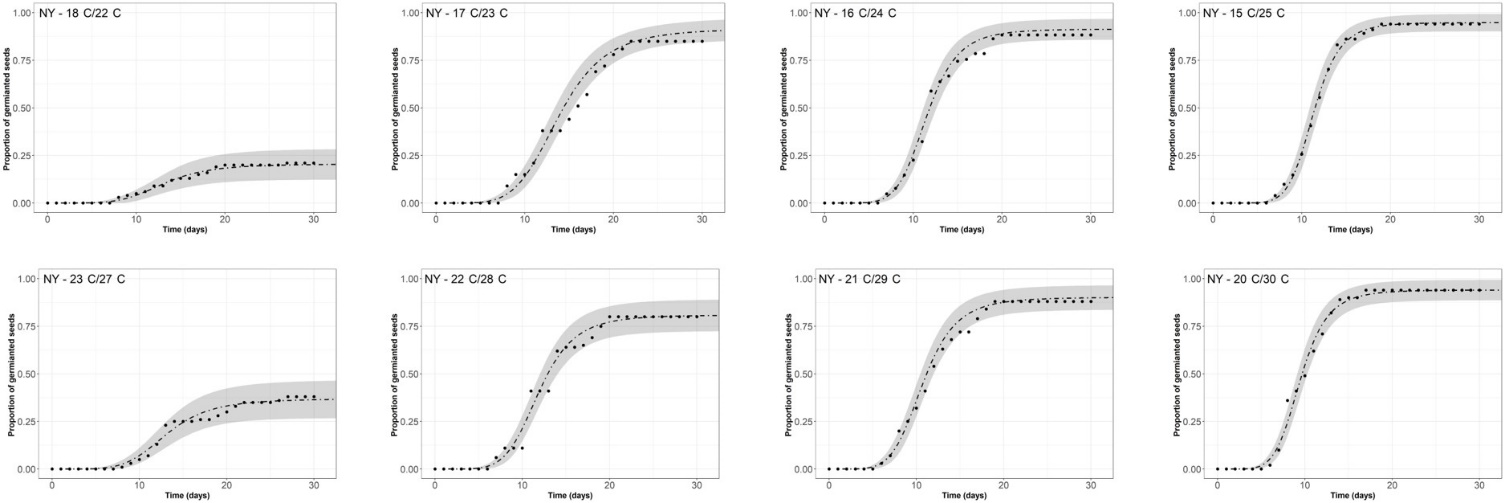 NY - 18 C/22 C
1.00
0.75
0.50
0.25
0.00
0 10 20 30
Time (days)
Proportion of germianted seeds
NY - 17 C/23 C
1.00
0.75
0.50
0.25
0.00
0 10 20 30
Time (days)
Proportion of germianted seeds
NY - 16 C/24 C
1.00
0.75
0.50
0.25
0.00
0 10 20 30
Time (days)
Proportion of germianted seeds
NY - 15 C/25 C
1.00
0.75
0.50
0.25
0.00
0 10 20 30
Time (days)
Proportion of germianted seeds
NY - 23 C/27 C
1.00
0.75
0.50
0.25
0.00
0 10 20 30
Time (days)
Proportion of germianted seeds
NY - 22 C/28 C
1.00
0.75
0.50
0.25
0.00
0 10 20 30
Time (days)
Proportion of germianted seeds
NY - 21 C/29 C
1.00
0.75
0.50
0.25
0.00
0 10 20 30
Time (days)
Proportion of germianted seeds
NY - 20 C/30 C
1.00
0.75
0.50
0.25
0.00
0 10 20 30
Time (days)
Proportion of germianted seeds